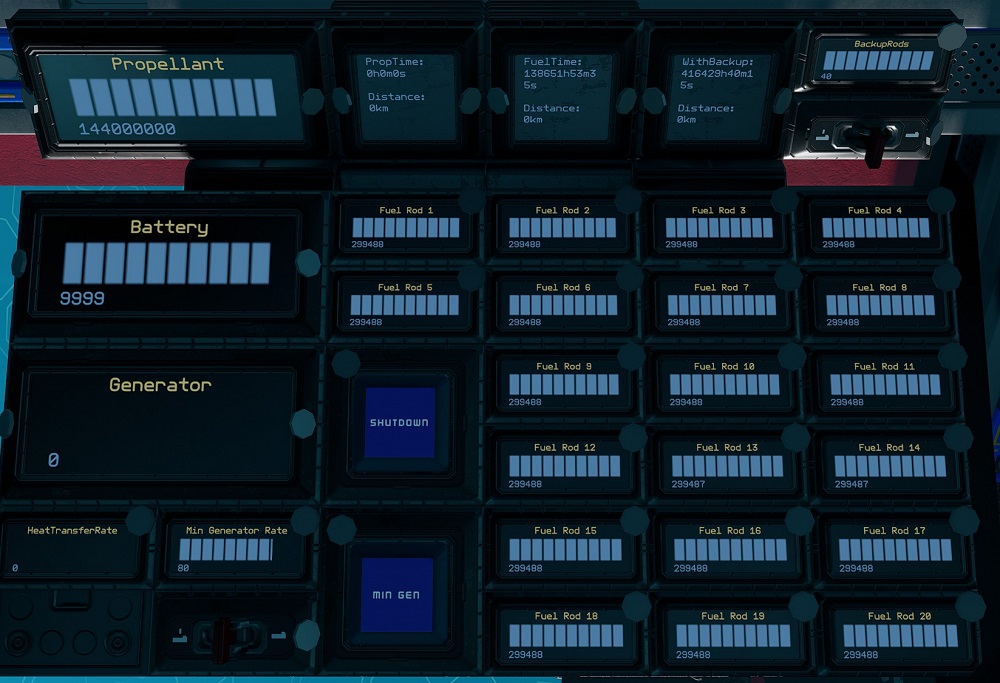 Propellant
144000000
PropTime:
0h0m0s
Distance:
0km
FuelTime:
138651h53m3
5s
Distance:
0km
WithBackup:
416429h40m1
5s
Distance:
0km
BackupRods
40
Battery
9999
Fuel Rod 1
299488
Fuel Rod 2
299488
Fuel Rod 3
299488
Fuel Rod 4
299488
Fuel Rod 5
299488
Fuel Rod 6
299488
Fuel Rod 7
299488
Fuel Rod 8
299488
Generator
0
SHUTDOWN
Fuel Rod 9
299488
Fuel Rod 10
299488
Fuel Rod 11
299488
Fuel Rod 12
299488
Fuel Rod 13
299487
Fuel Rod 14
299487
HeatTransferRate
0
Min Generator Rate
80
MIN GEN
Fuel Rod 15
299488
Fuel Rod 16
299488
Fuel Rod 17
299488
Fuel Rod 18
299488
Fuel Rod 19
299488
Fuel Rod 20
299488